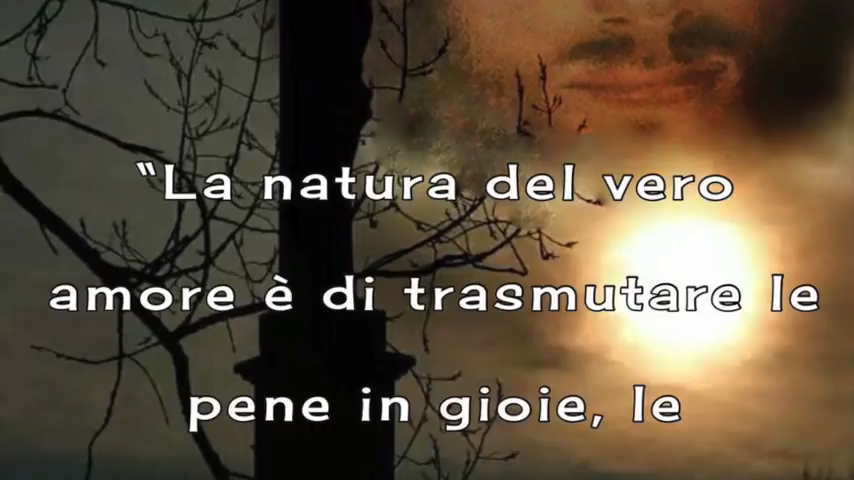 “La natura del vero
amore è di trasmutare le
pene in gioie, le